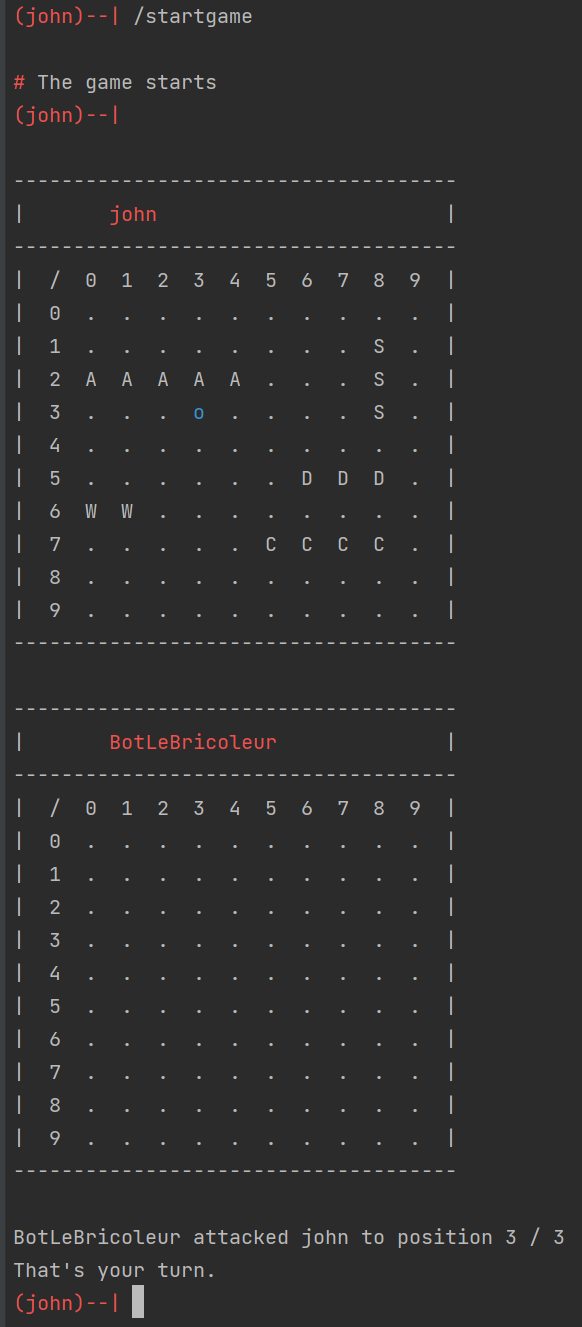 (john)--| /startgame
# The game starts
(john)--|
-------------------------------------
|       john                        |
-------------------------------------
|  /  0  1  2  3  4  5  6  7  8  9  |
|  0  .  .  .  .  .  .  .  .  .  .  |
|  1  .  .  .  .  .  .  .  .  S  .  |
|  2  A  A  A  A  A  .  .  .  S  .  |
|  3  .  .  .  o  .  .  .  .  S  .  |
|  4  .  .  .  .  .  .  .  .  .  .  |
|  5  .  .  .  .  .  .  D  D  D  .  |
|  6  W  W  .  .  .  .  .  .  .  .  |
|  7  .  .  .  .  .  C  C  C  C  .  |
|  8  .  .  .  .  .  .  .  .  .  .  |
|  9  .  .  .  .  .  .  .  .  .  .  |
-------------------------------------
-------------------------------------
|       BotLeBricoleur              |
-------------------------------------
|  /  0  1  2  3  4  5  6  7  8  9  |
|  0  .  .  .  .  .  .  .  .  .  .  |
|  1  .  .  .  .  .  .  .  .  .  .  |
|  2  .  .  .  .  .  .  .  .  .  .  |
|  3  .  .  .  .  .  .  .  .  .  .  |
|  4  .  .  .  .  .  .  .  .  .  .  |
|  5  .  .  .  .  .  .  .  .  .  .  |
|  6  .  .  .  .  .  .  .  .  .  .  |
|  7  .  .  .  .  .  .  .  .  .  .  |
|  8  .  .  .  .  .  .  .  .  .  .  |
|  9  .  .  .  .  .  .  .  .  .  .  |
-------------------------------------
BotLeBricoleur attacked john to position 3 / 3
That's your turn.
(john)--|